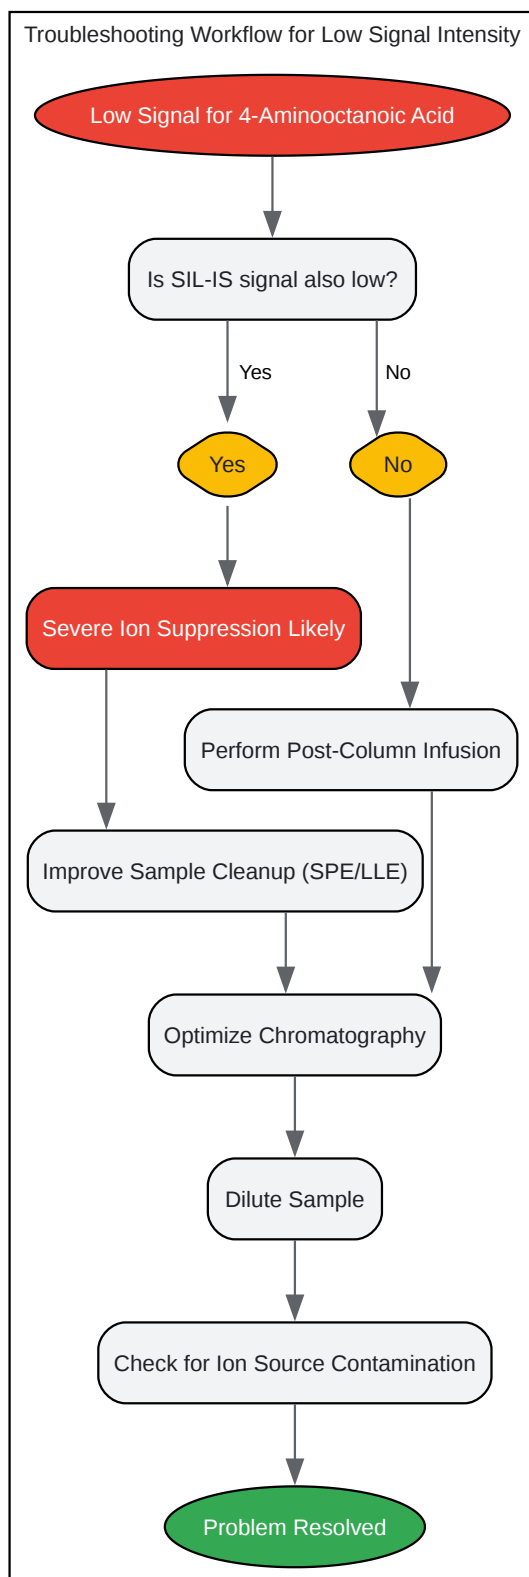 Troubleshooting Workflow for Low Signal Intensity
Low Signal for 4-Aminooctanoic Acid
Is SIL-IS signal also low?
Yes
No
Yes
No
Severe Ion Suppression Likely
Perform Post-Column Infusion
Improve Sample Cleanup (SPE/LLE)
Optimize Chromatography
Dilute Sample
Check for Ion Source Contamination
Problem Resolved